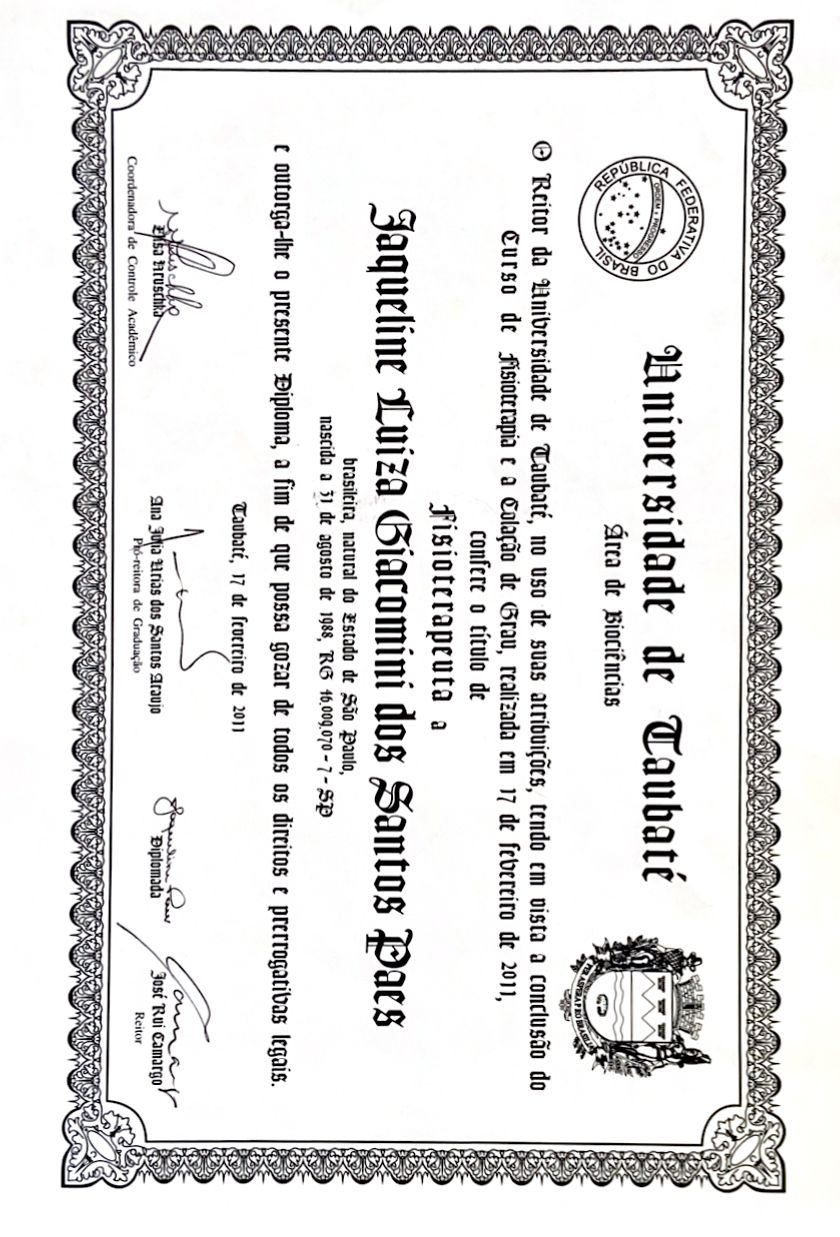 REPÚBLICA FEDERATIVA DO BRASIL
ORDEM E PROGRESSO
Universidade de Taubaté
Área de Biociências
O Reitor da Universidade de Taubaté, no uso de suas atribuições, tendo em vista a conclusão do
Curso de Fisioterapia e a Colação de Grau, realizada em 17 de fevereiro de 2011,
confere o título de
Fisioterapeuta a
Jaqueline Luiza Giacomini dos Santos Paes
brasileira, natural do Estado de São Paulo,
nascida a 31 de agosto de 1988, RG 46.009.070 - 7 - SP
e outorga-lhe o presente Diploma, a fim de que possa gozar de todos os direitos e prerrogativas legais.
Taubaté, 17 de fevereiro de 2011
Elisa Hruschka
Coordenadora de Controle Acadêmico
Ana Júlia Urias dos Santos Araujo
Pró-reitora de Graduação
Diplomada
José Rui Camargo
Reitor